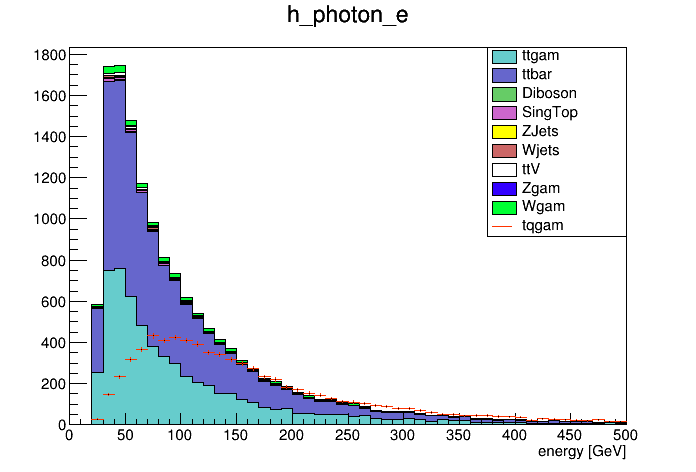 h_photon_e
1800
1600
1400
1200
1000
800
600
400
200
0
0 50 100 150 200 250 300 350 400 450 500
energy [GeV]
ttgam
ttbar
Diboson
SingTop
ZJets
Wjets
ttV
Zgam
Wgam
tqgam